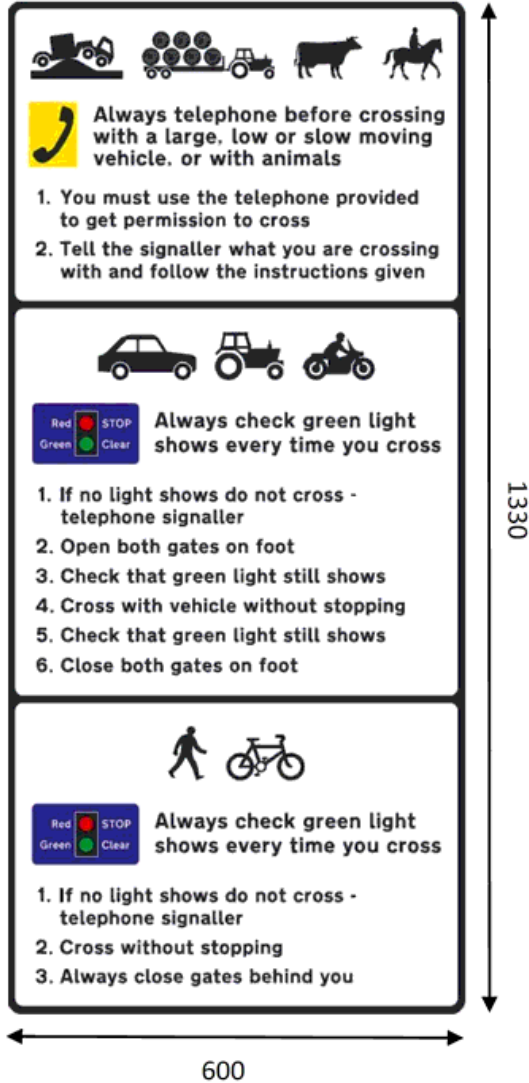 Always telephone before crossing
with a large, low or slow moving
vehicle, or with animals
1. You must use the telephone provided
to get permission to cross
2. Tell the signaller what you are crossing
with and follow the instructions given
Red STOP
Green Clear
Always check green light
shows every time you cross
1. If no light shows do not cross -
telephone signaller
2. Open both gates on foot
3. Check that green light still shows
4. Cross with vehicle without stopping
5. Check that green light still shows
6. Close both gates on foot
Red STOP
Green Clear
Always check green light
shows every time you cross
1. If no light shows do not cross -
telephone signaller
2. Cross without stopping
3. Always close gates behind you
1330
600